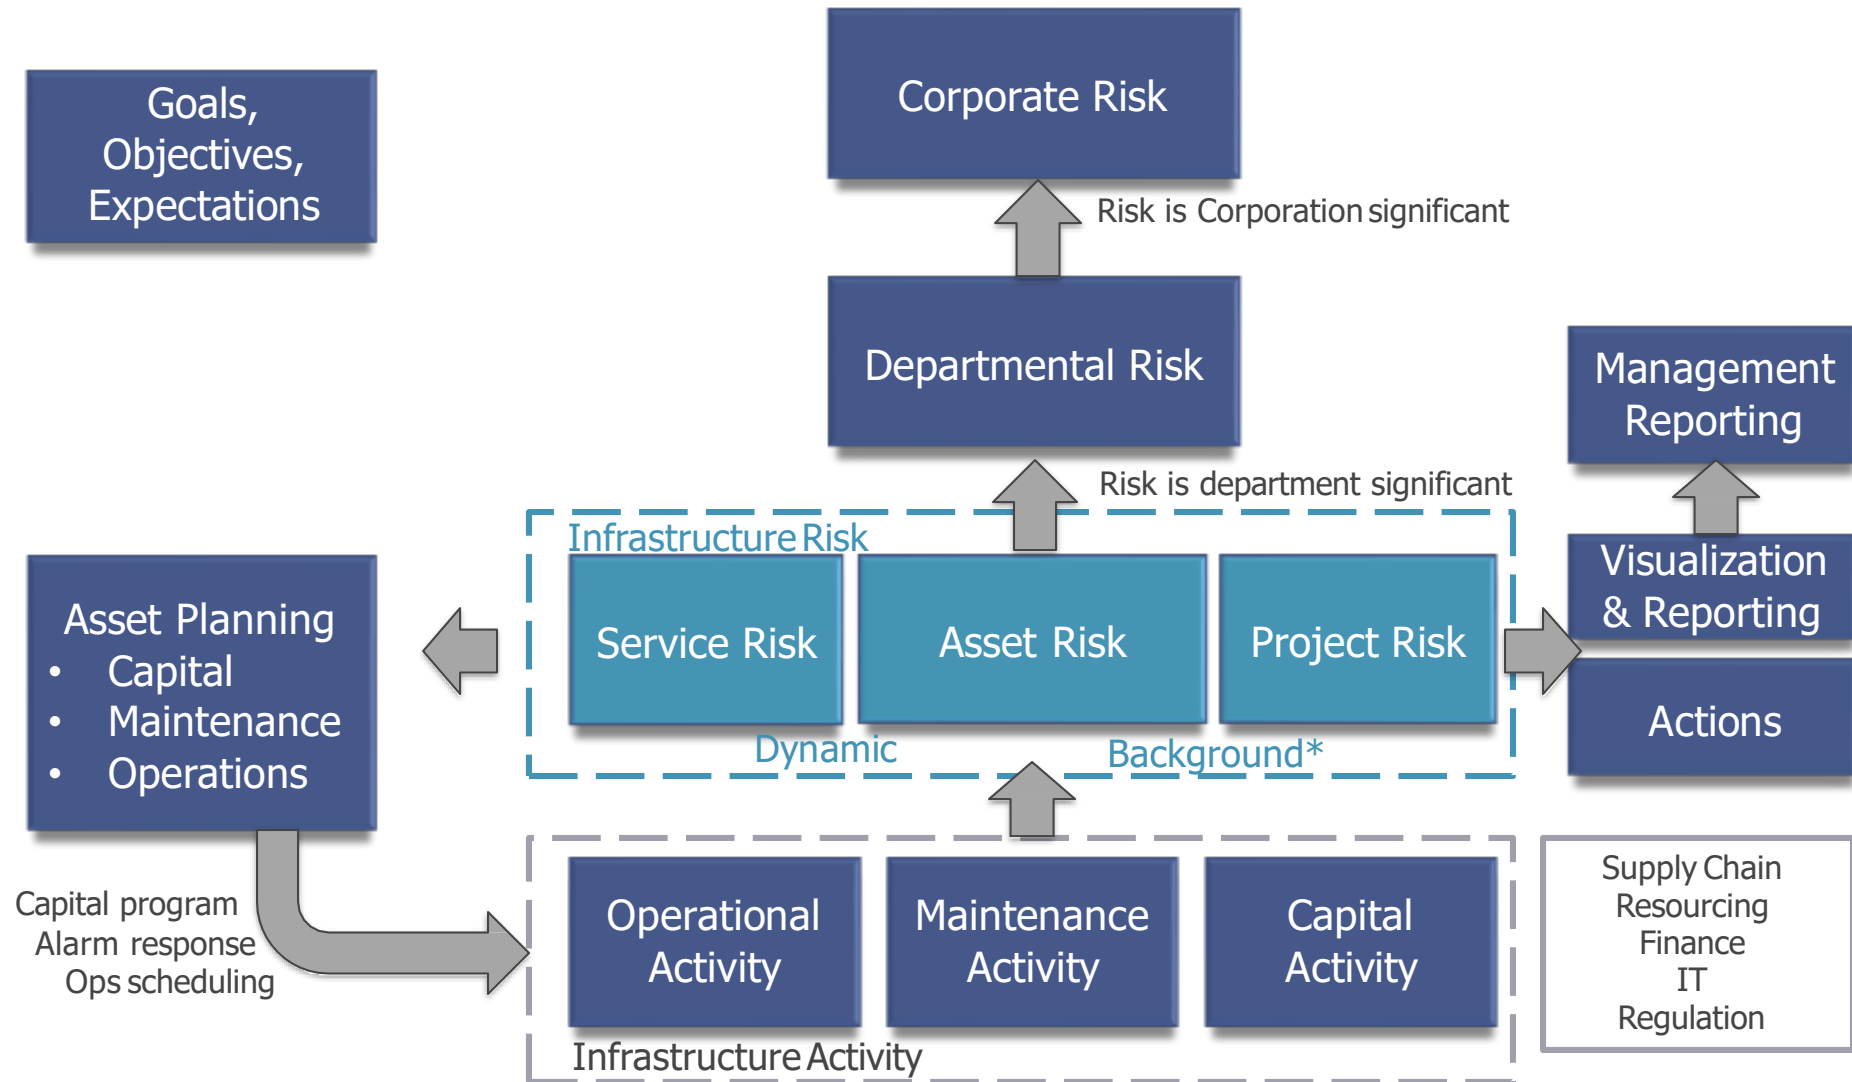 Goals,
Objectives,
Expectations
Corporate Risk
Risk is Corporation significant
Departmental Risk
Risk is department significant
Management
Reporting
Visualization
& Reporting
Actions
Infrastructure Risk
Service Risk
Asset Risk
Project Risk
Dynamic
Background*
Asset Planning
• Capital
• Maintenance
• Operations
Capital program
Alarm response
Ops scheduling
Operational
Activity
Maintenance
Activity
Capital
Activity
Infrastructure Activity
Supply Chain
Resourcing
Finance
IT
Regulation